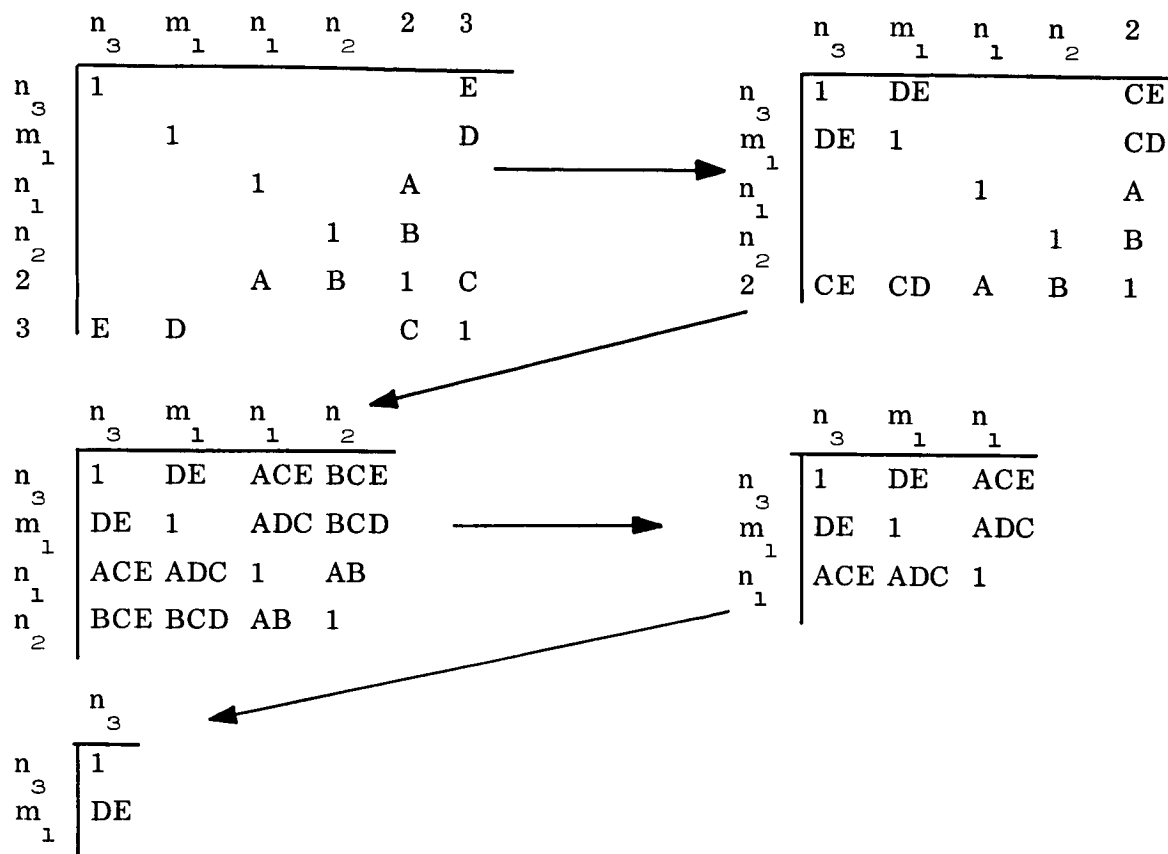 n3 m1 n1 n2 2 3
n3 1 E
m1 1 D
n1 1 A
n2 1 B
2 A B 1 C
3 E D C 1
n3 m1 n1 n2 2
n3 1 DE CE
m1 DE 1 CD
n1 1 A
n2 1 B
2 CE CD A B 1
n3 m1 n1 n2
n3 1 DE ACE BCE
m1 DE 1 ADC BCD
n1 ACE ADC 1 AB
n2 BCE BCD AB 1
n3 m1 n1
n3 1 DE ACE
m1 DE 1 ADC
n1 ACE ADC 1
n3
n3 1
m1 DE